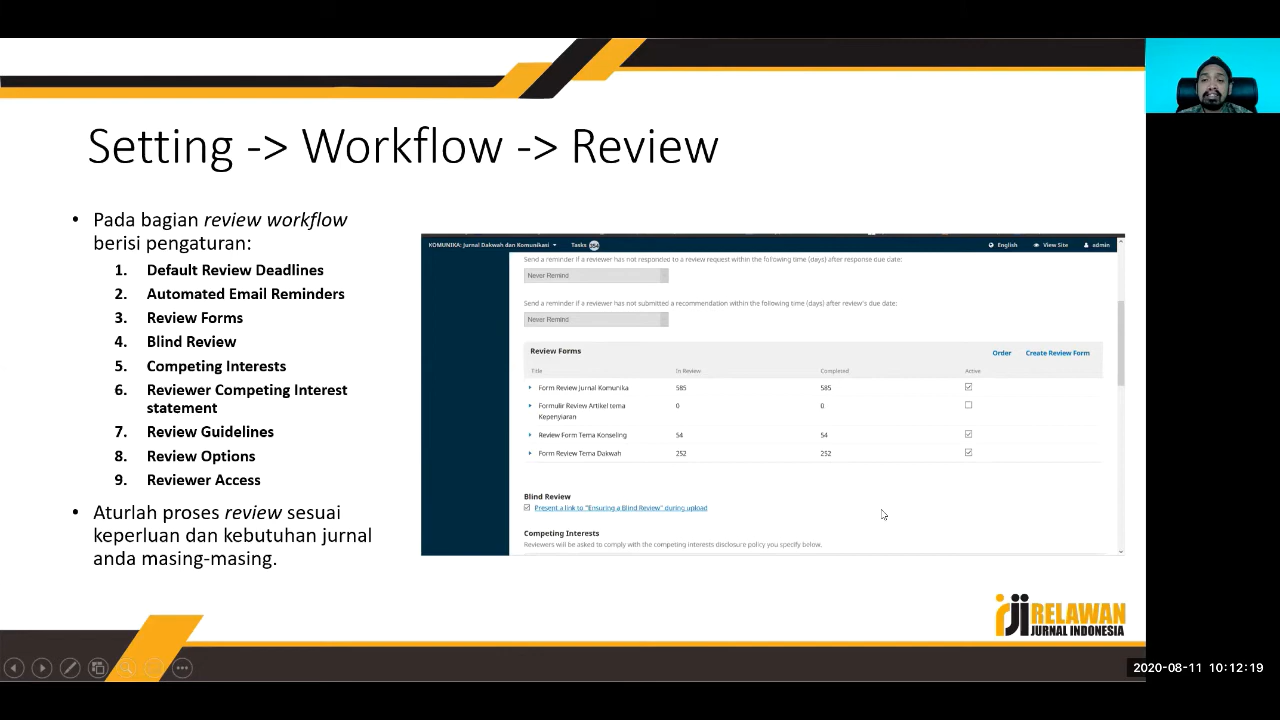 Setting -> Workflow -> Review
• Pada bagian review workflow
berisi pengaturan:
1. Default Review Deadlines
2. Automated Email Reminders
3. Review Forms
4. Blind Review
5. Competing Interests
6. Reviewer Competing Interest
statement
7. Review Guidelines
8. Review Options
9. Reviewer Access
• Aturlah proses review sesuai
keperluan dan kebutuhan jurnal
anda masing-masing.
KOMUNIKA: Jurnal Dakwah dan Komunikasi Tasks English View Site admin
Send a reminder if a reviewer has not responded to a review request within the following time (days) after response due date:
Never Remind
Send a reminder if a reviewer has not submitted a recommendation within the following time (days) after review's due date:
Never Remind
Review Forms Order Create Review Form
Title In Review Completed Active
Form Review Jurnal Komunika 585 585
Formulir Review Artikel tema 0 0
Kepenyiaran
Review Form Tema Konseling 54 54
Form Review Tema Dakwah 252 252
Blind Review
Present a link to "Ensuring a Blind Review" during upload
Competing Interests
Reviewers will be asked to comply with the competing interests disclosure policy you specify below.
rji RELAWAN
JURNAL INDONESIA
2020-08-11 10:12:19